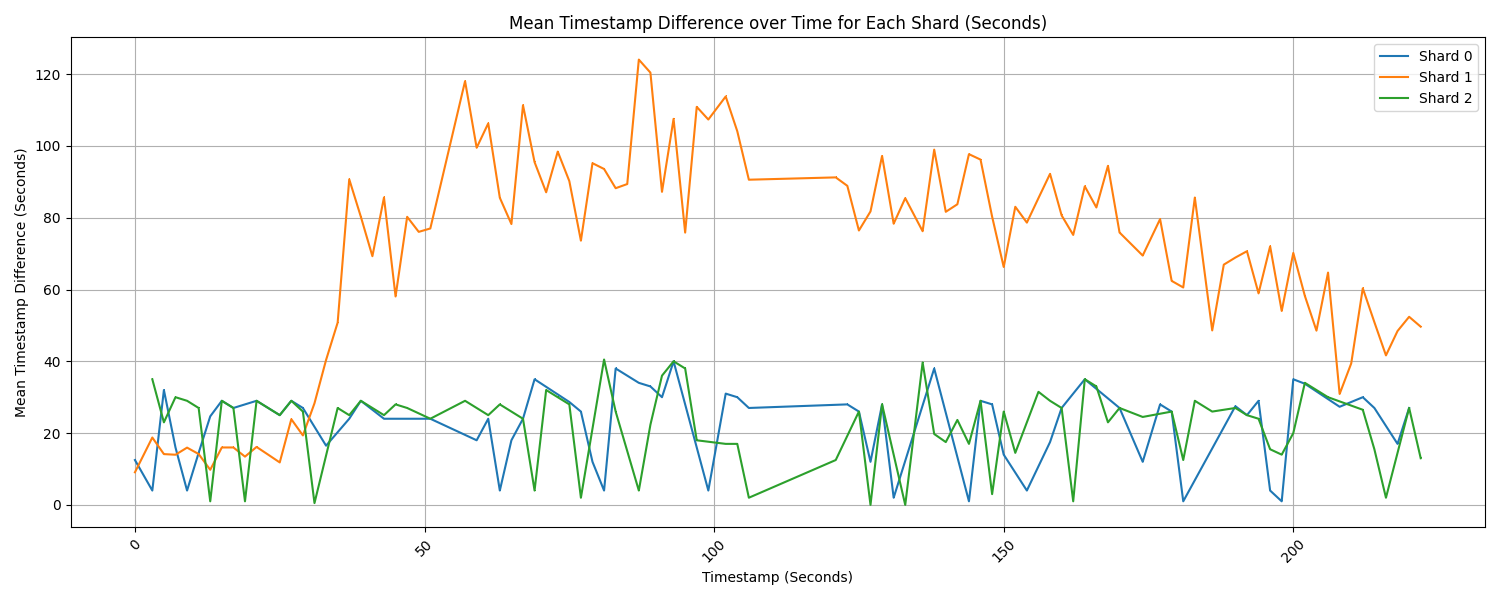 Mean Timestamp Difference over Time for Each Shard (Seconds)
Shard 0
Shard 1
Shard 2
Mean Timestamp Difference (Seconds)
120
100
80
60
40
20
0
0
50
100
150
200
Timestamp (Seconds)